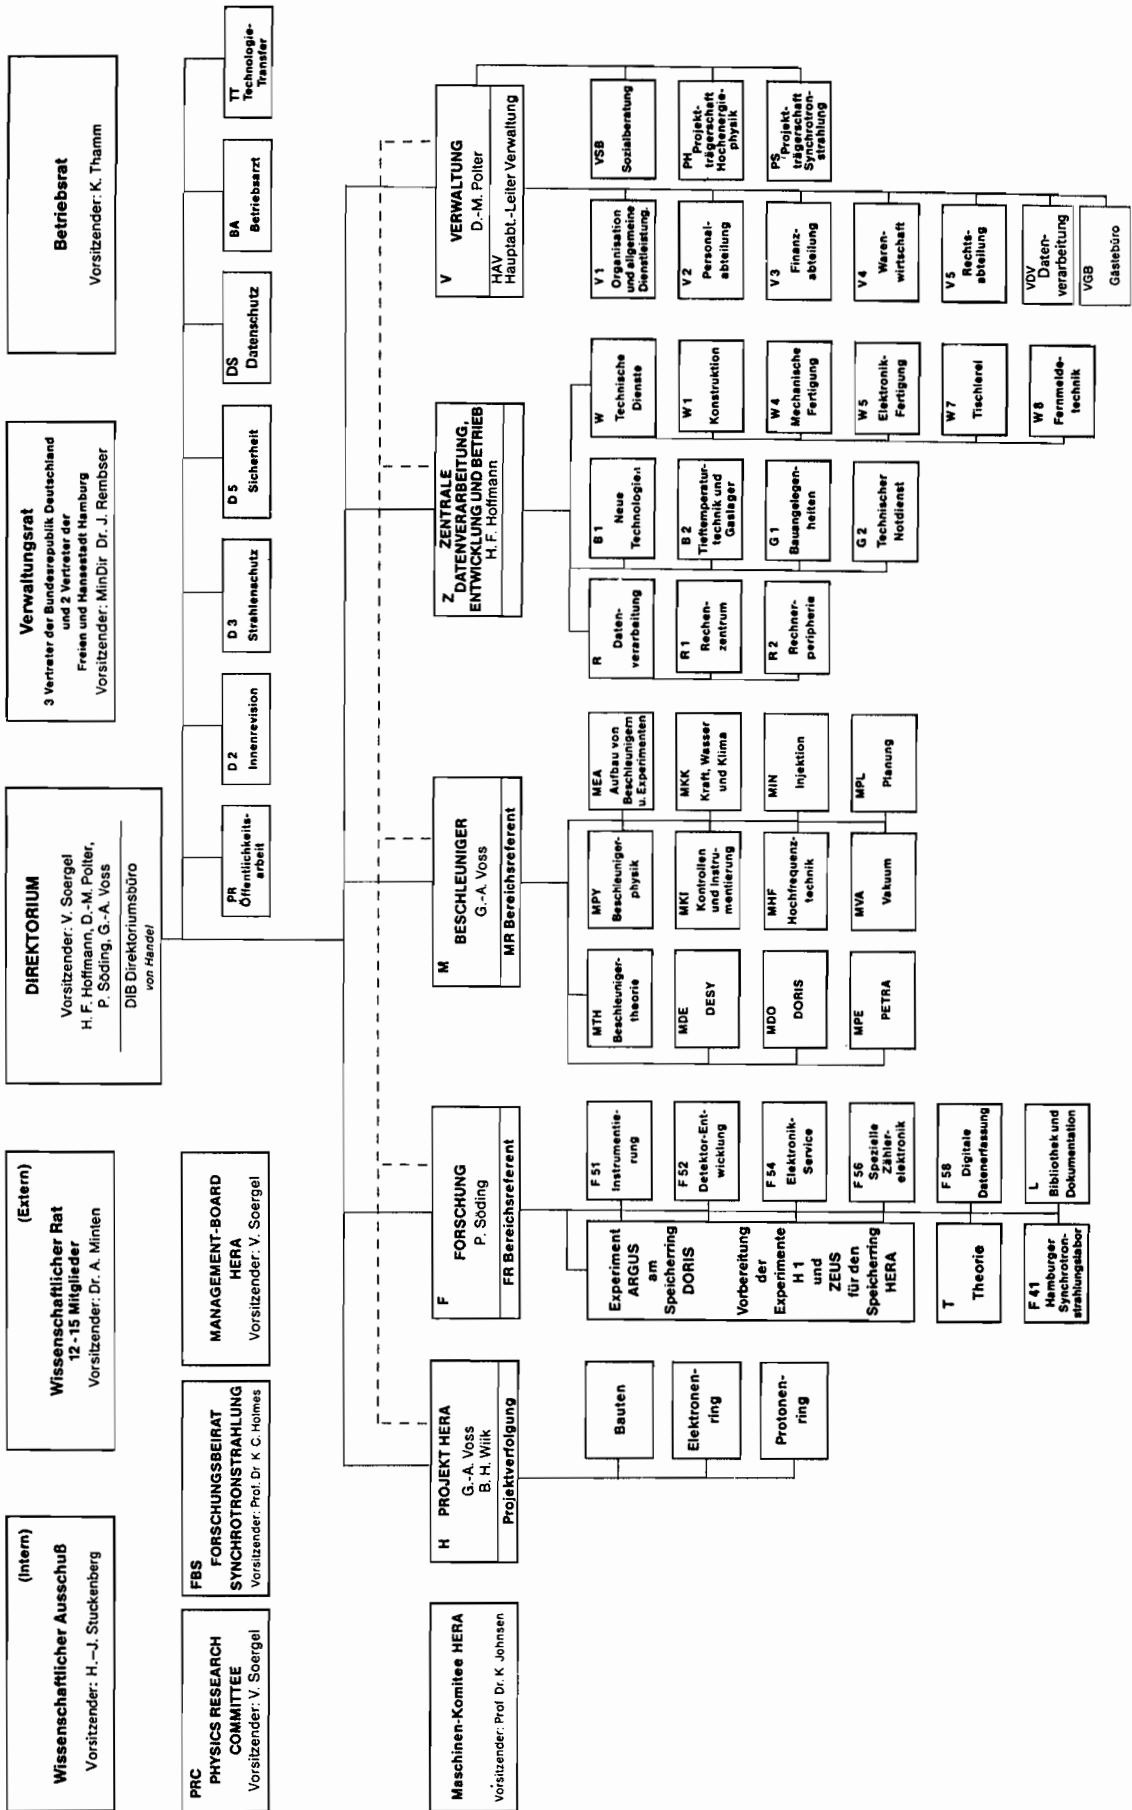 (Intern)
Wissenschaftlicher Ausschuß
Vorsitzender: H.–J. Stuckenberg
(Extern)
Wissenschaftlicher Rat
12 - 15 Mitglieder
Vorsitzender: Dr. A. Minten
DIREKTORIUM
Vorsitzender: V. Soergel
H. F. Hoffmann, D.-M. Polter,
P. Söding, G.-A. Voss
DIB Direktoriumsbüro
von Handel
Verwaltungsrat
3 Vertreter der Bundesrepublik Deutschland
und 2 Vertreter der
Freien und Hansestadt Hamburg
Vorsitzender: MinDir Dr. J. Rembser
Betriebsrat
Vorsitzender: K. Thamm
PRC
PHYSICS RESEARCH
COMMITTEE
Vorsitzender: V. Soergel
FBS
FORSCHUNGSBEIRAT
SYNCHROTRONSTRAHLUNG
Vorsitzender: Prof. Dr K C. Holmes
MANAGEMENT-BOARD
HERA
Vorsitzender: V. Soergel
PR
Öffentlichkeits-
arbeit
D 2
Innenrevision
D 3
Strahlenschutz
D 5
Sicherheit
DS
Datenschutz
BA
Betriebsarzt
TT
Technologie-
Transfer
Maschinen-Komitee HERA
Vorsitzender: Prof Dr. K Johnsen
H PROJEKT HERA
G.-A. Voss
B. H. Wiik
Projektverfolgung
Bauten
Elektronen-
ring
Protonen-
ring
F FORSCHUNG
P. Söding
FR Bereichsreferent
Experiment
ARGUS
am
Speicherring
DORIS
Vorbereitung
der
Experimente
H 1
und
ZEUS
für den
Speicherring
HERA
T
Theorie
F 41
Hamburger
Synchrotron-
strahlungslabor
F 51
Instrumentie-
rung
F 52
Detektor-Ent-
wicklung
F 54
Elektronik-
Service
F 56
Spezielle
Zähler-
elektronik
F 58
Digitale
Datenerfassung
L
Bibliothek und
Dokumentation
M BESCHLEUNIGER
G.-A. Voss
MR Bereichsreferent
MTH
Beschleuniger-
theorie
MDE
DESY
MDO
DORIS
MPE
PETRA
MPY
Beschleuniger-
physik
MKI
Kontrollen
und Instru-
mentierung
MHF
Hochfrequenz-
technik
MVA
Vakuum
MEA
Aufbau von
Beschleunigern
u. Experimenten
MKK
Kraft, Wasser
und Klima
MIN
Injektion
MPL
Planung
Z ZENTRALE
DATENVERARBEITUNG,
ENTWICKLUNG UND BETRIEB
H. F. Hoffmann
R
Daten-
verarbeitung
R 1
Rechen-
zentrum
R 2
Rechner-
peripherie
B 1
Neue
Technologien
B 2
Tieftemperatur-
technik und
Gaslager
G 1
Bauangelegen-
heiten
G 2
Technischer
Notdienst
W
Technische
Dienste
W 1
Konstruktion
W 4
Mechanische
Fertigung
W 5
Elektronik-
Fertigung
W 7
Tischlerei
W 8
Fernmelde-
technik
V VERWALTUNG
D.-M. Polter
HAV
Hauptabt.-Leiter Verwaltung
V 1
Organisation
und allgemeine
Dienstleistung.
V 2
Personal-
abteilung
V 3
Finanz-
abteilung
V 4
Waren-
wirtschaft
V 5
Rechts-
abteilung
VDV
Daten-
verarbeitung
VGB
Gästebüro
VSB
Sozialberatung
PH Projekt-
trägerschaft
Hochenergie-
physik
PS Projekt-
trägerschaft
Synchrotron-
strahlung